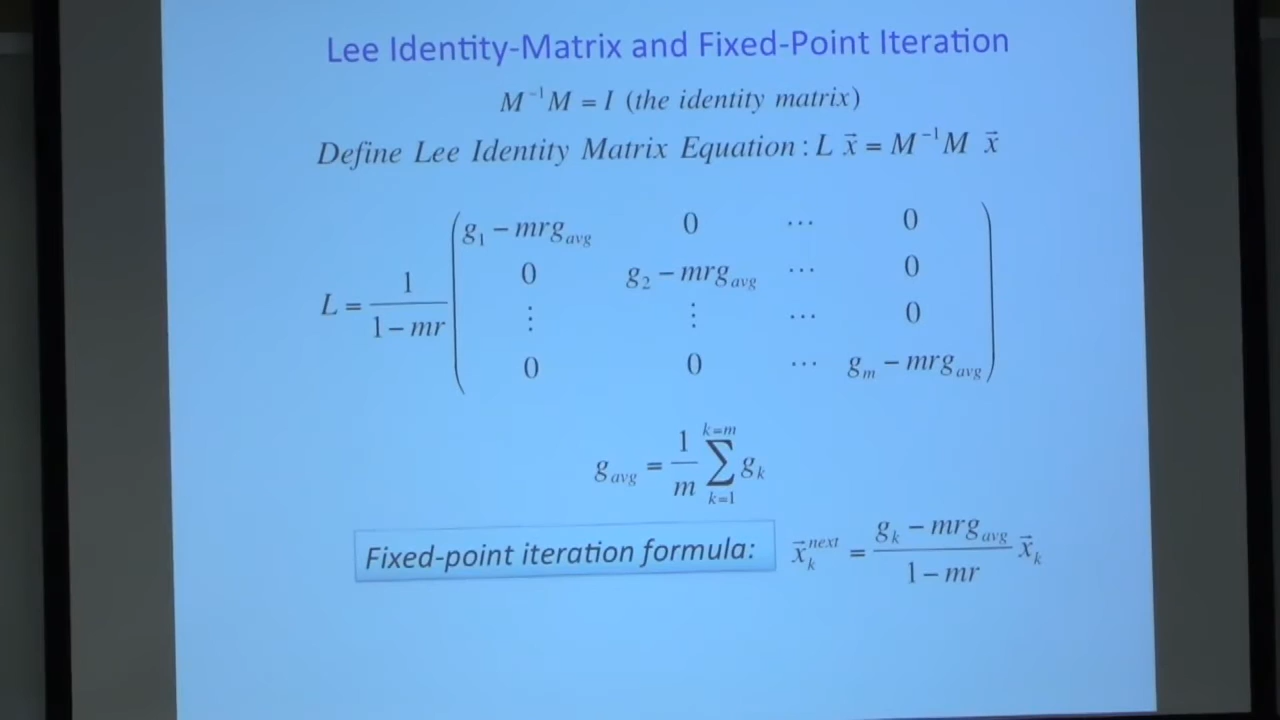 Lee Identity-Matrix and Fixed-Point Iteration
M⁻¹M = I (the identity matrix)
Define Lee Identity Matrix Equation : L x⃗ = M⁻¹M x⃗
L = 1/(1 − mr) ( g₁ − mrg_avg 0 ⋯ 0
0 g₂ − mrg_avg ⋯ 0
⋮ ⋮ ⋯ 0
0 0 ⋯ g_m − mrg_avg )
g_avg = 1/m ∑_{k=1}^{k=m} g_k
Fixed-point iteration formula: x⃗_k^{next} = (g_k − mrg_avg)/(1 − mr) x⃗_k